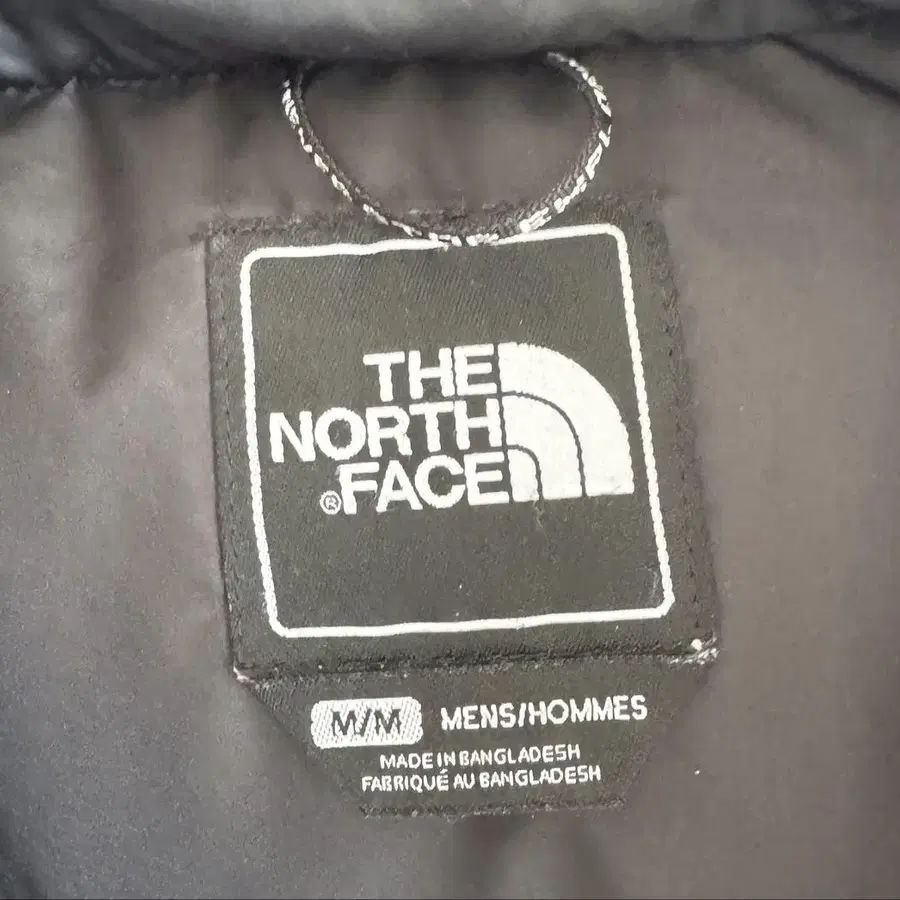 THE
NORTH
® FACE
M/M MENS/HOMMES
MADE IN BANGLADESH
FABRIQUÉ AU BANGLADESH